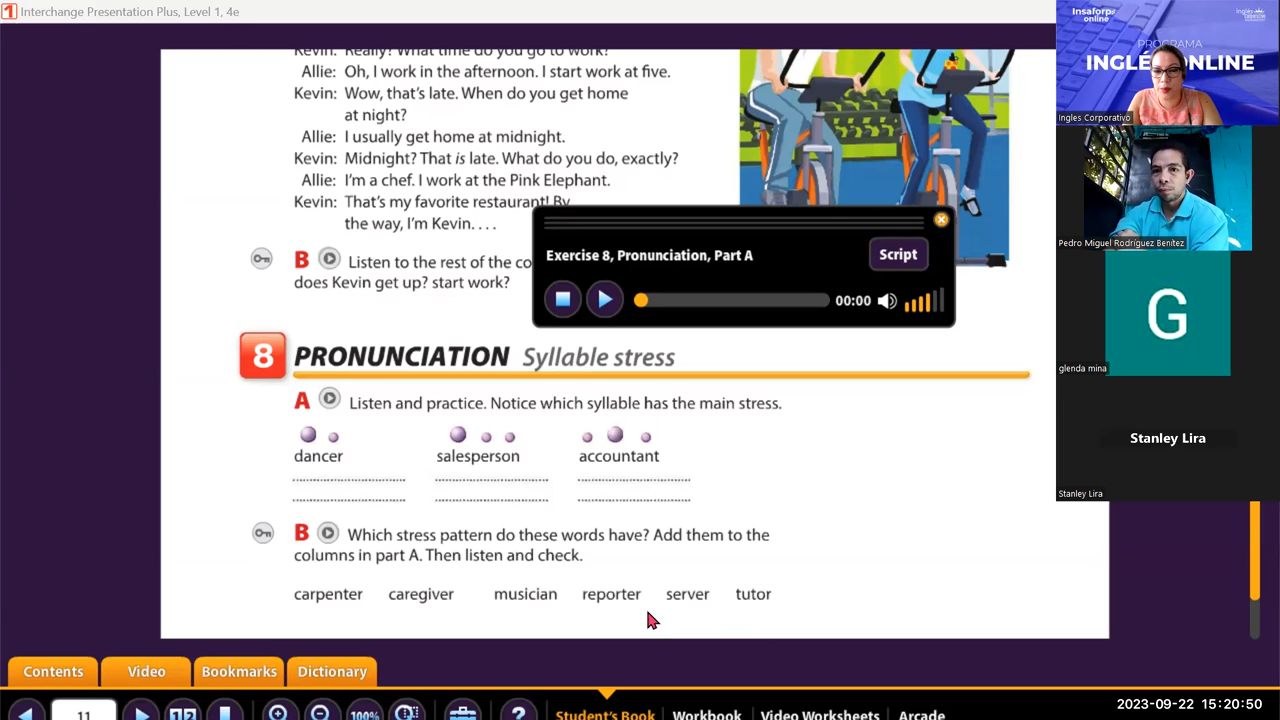 Interchange Presentation Plus, Level 1, 4e
Kevin: Really? What time do you go to work?
Allie: Oh, I work in the afternoon. I start work at five.
Kevin: Wow, that's late. When do you get home
at night?
Allie: I usually get home at midnight.
Kevin: Midnight? That is late. What do you do, exactly?
Allie: I'm a chef. I work at the Pink Elephant.
Kevin: That's my favorite restaurant! By
the way, I'm Kevin. . . .
B Listen to the rest of the co
does Kevin get up? start work?
Exercise 8, Pronunciation, Part A
Script
00:00
8 PRONUNCIATION Syllable stress
A Listen and practice. Notice which syllable has the main stress.
dancer salesperson accountant
B Which stress pattern do these words have? Add them to the
columns in part A. Then listen and check.
carpenter caregiver musician reporter server tutor
Contents Video Bookmarks Dictionary
11 100% ? Student's Book Workbook Video Worksheets Arcade
Insaforp
online
PROGRAMA
INGLÉS ONLINE
Ingles Corporativo
Pedro Miguel Rodríguez Benitez
G
glenda mina
Stanley Lira
Stanley Lira
2023-09-22 15:20:50